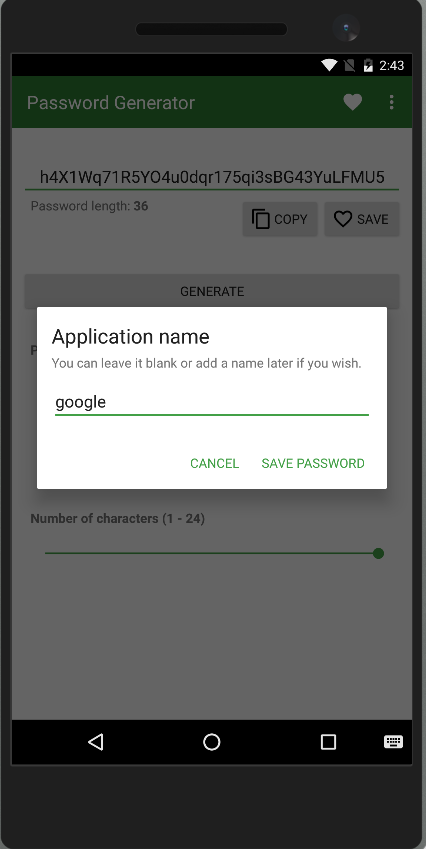 2:43
Password Generator
h4X1Wq71R5YO4u0dqr175qi3sBG43YuLFMU5
Password length: 36
COPY
SAVE
GENERATE
P
Application name
You can leave it blank or add a name later if you wish.
google
CANCEL
SAVE PASSWORD
Number of characters (1 - 24)